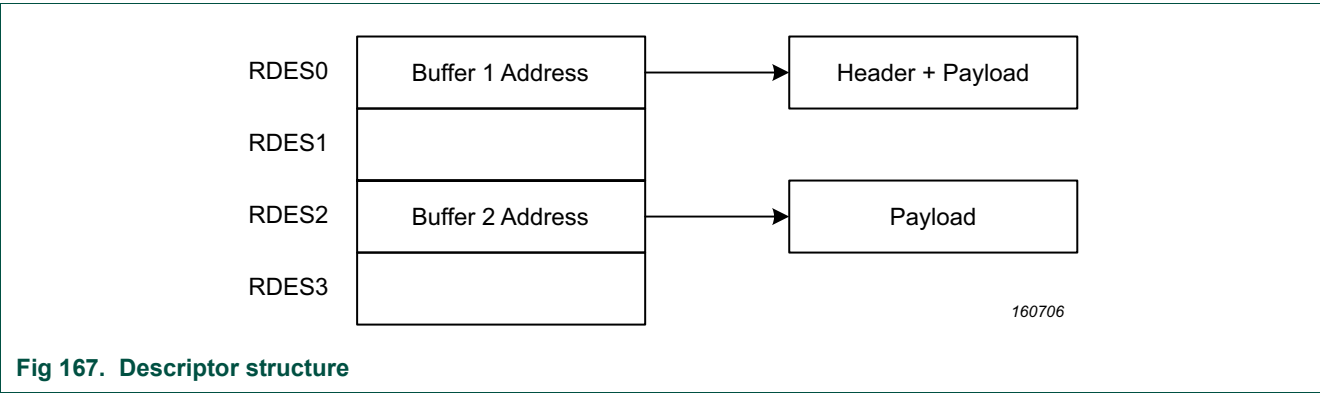 RDES0 Buffer 1 Address Header + Payload
RDES1
RDES2 Buffer 2 Address Payload
RDES3
160706
Fig 167. Descriptor structure